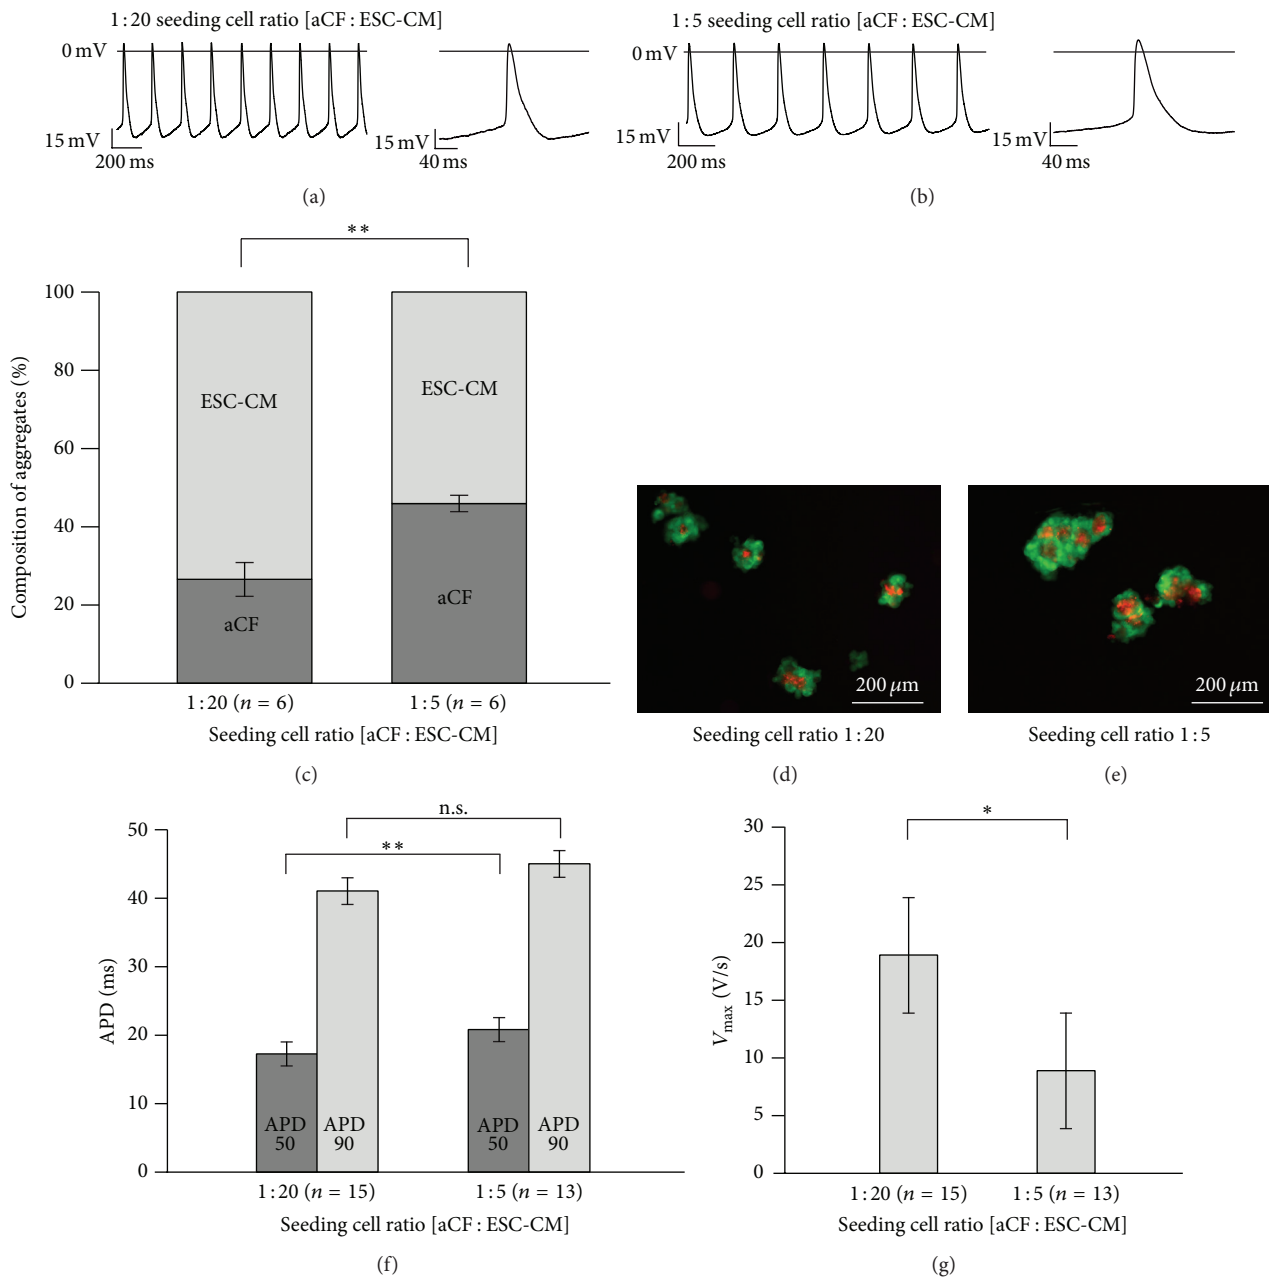 1:20 seeding cell ratio [aCF:ESC-CM]
0 mV
15 mV
200 ms
15 mV
40 ms
(a)
1:5 seeding cell ratio [aCF:ESC-CM]
0 mV
15 mV
200 ms
15 mV
40 ms
(b)
**
Composition of aggregates (%)
100
80
60
40
20
0
ESC-CM
aCF
ESC-CM
aCF
1:20 (n = 6)
1:5 (n = 6)
Seeding cell ratio [aCF:ESC-CM]
(c)
200 μm
Seeding cell ratio 1:20
(d)
200 μm
Seeding cell ratio 1:5
(e)
n.s.
**
APD (ms)
50
40
30
20
10
0
APD
50
APD
90
APD
50
APD
90
1:20 (n = 15)
1:5 (n = 13)
Seeding cell ratio [aCF:ESC-CM]
(f)
*
Vmax (V/s)
30
25
20
15
10
5
0
1:20 (n = 15)
1:5 (n = 13)
Seeding cell ratio [aCF:ESC-CM]
(g)